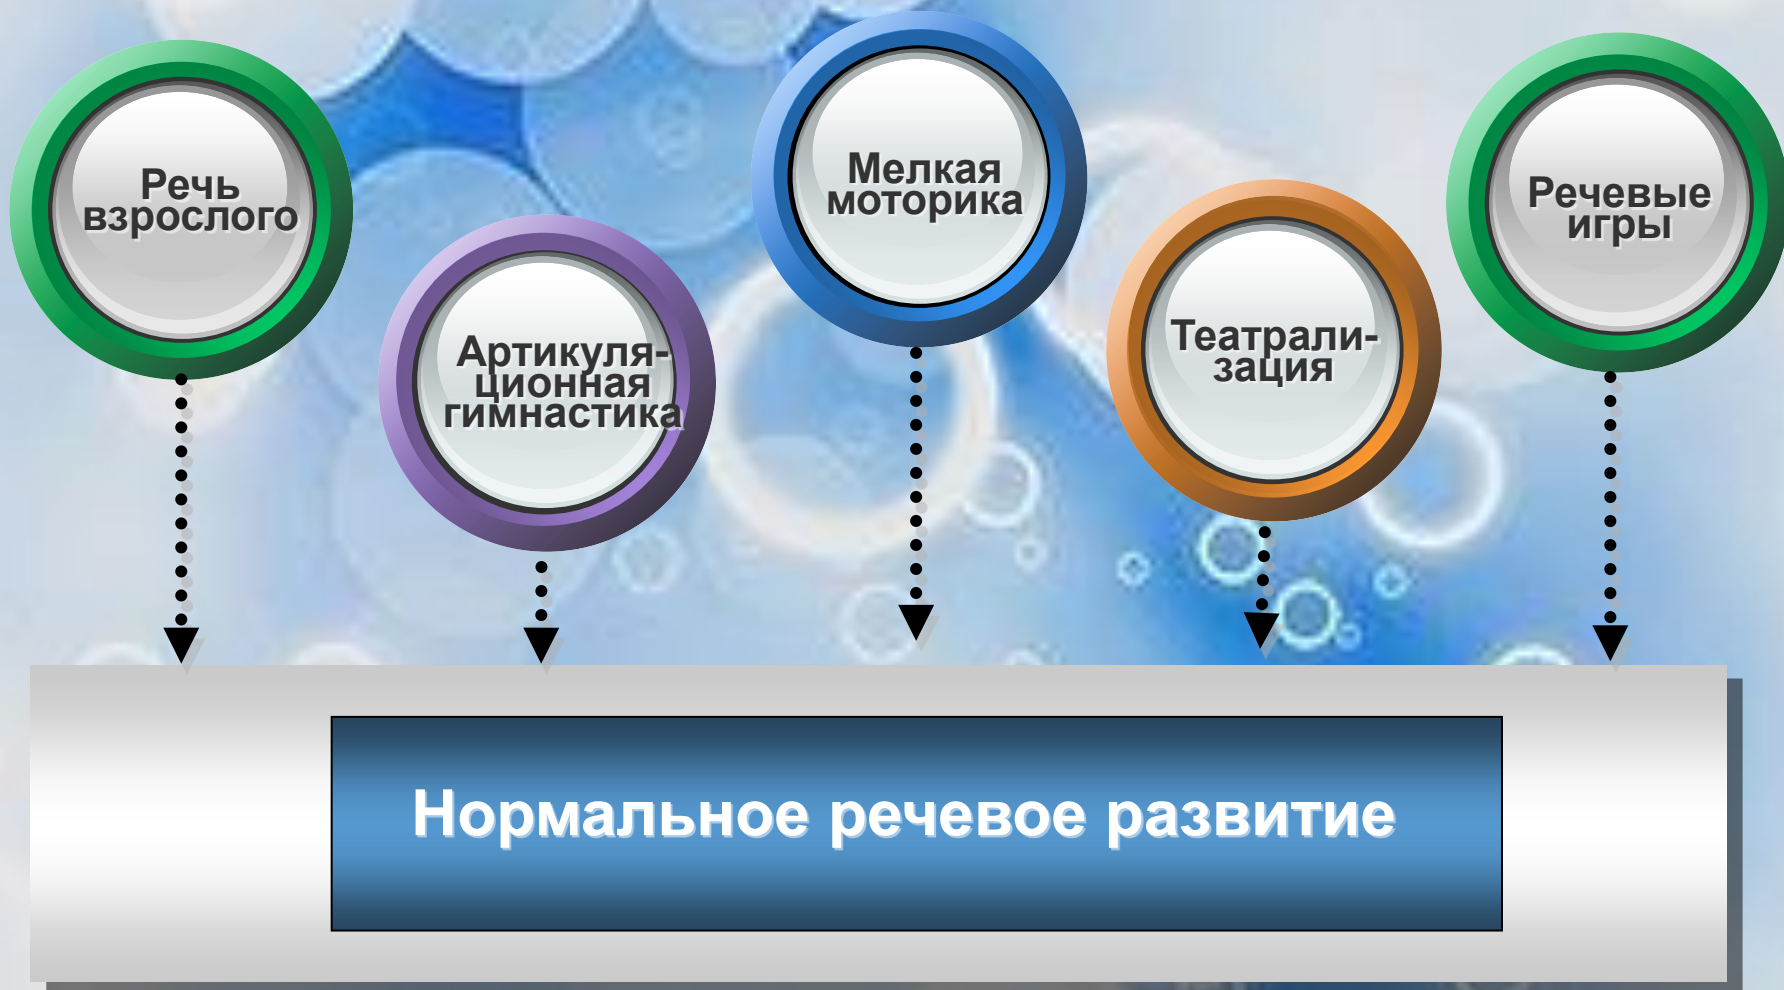 Речь
взрослого
Артикуля-
ционная
гимнастика
Мелкая
моторика
Театрали-
зация
Речевые
игры
Нормальное речевое развитие